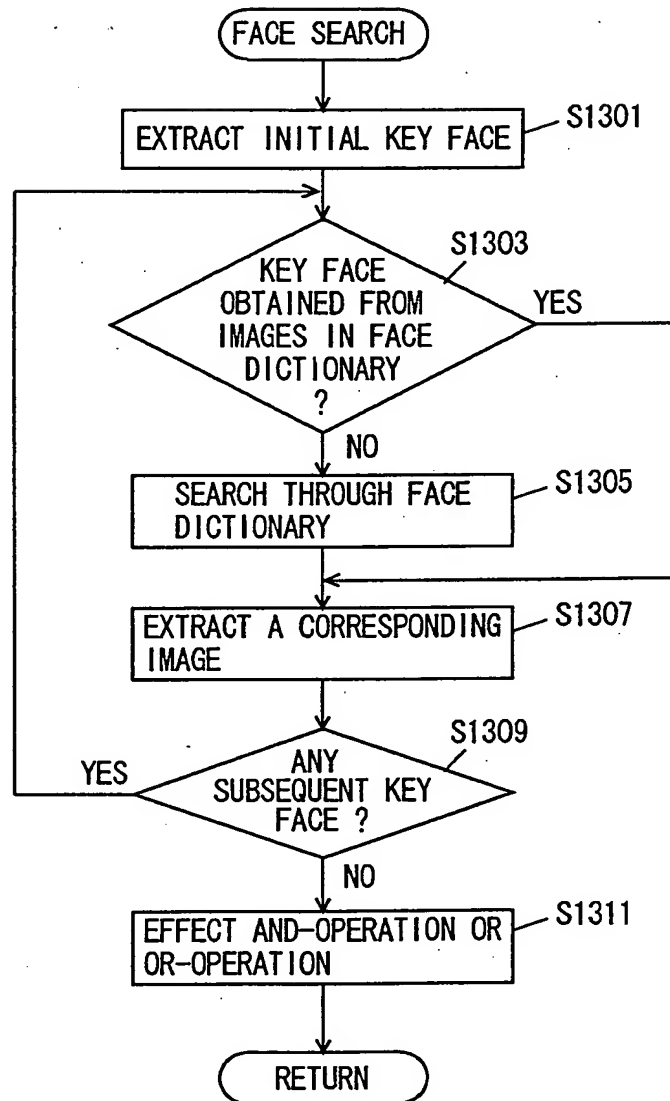 FACE SEARCH
EXTRACT INITIAL KEY FACE
S1301
S1303
KEY FACE
OBTAINED FROM
IMAGES IN FACE
DICTIONARY
?
YES
NO
SEARCH THROUGH FACE
DICTIONARY
S1305
EXTRACT A CORRESPONDING
IMAGE
S1307
S1309
YES
ANY
SUBSEQUENT KEY
FACE ?
NO
EFFECT AND-OPERATION OR
OR-OPERATION
S1311
RETURN